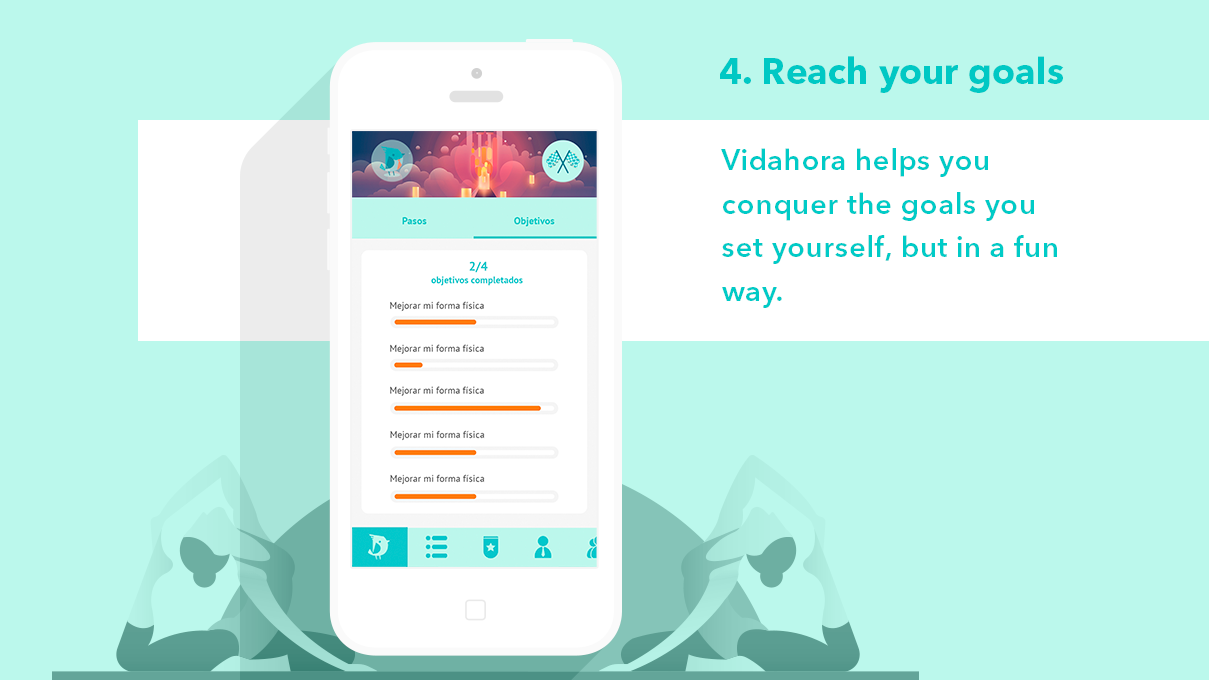 4. Reach your goals
Vidahora helps you
conquer the goals you
set yourself, but in a fun
way.
Pasos
Objetivos
2/4
objetivos completados
Mejorar mi forma física
Mejorar mi forma física
Mejorar mi forma física
Mejorar mi forma física
Mejorar mi forma física